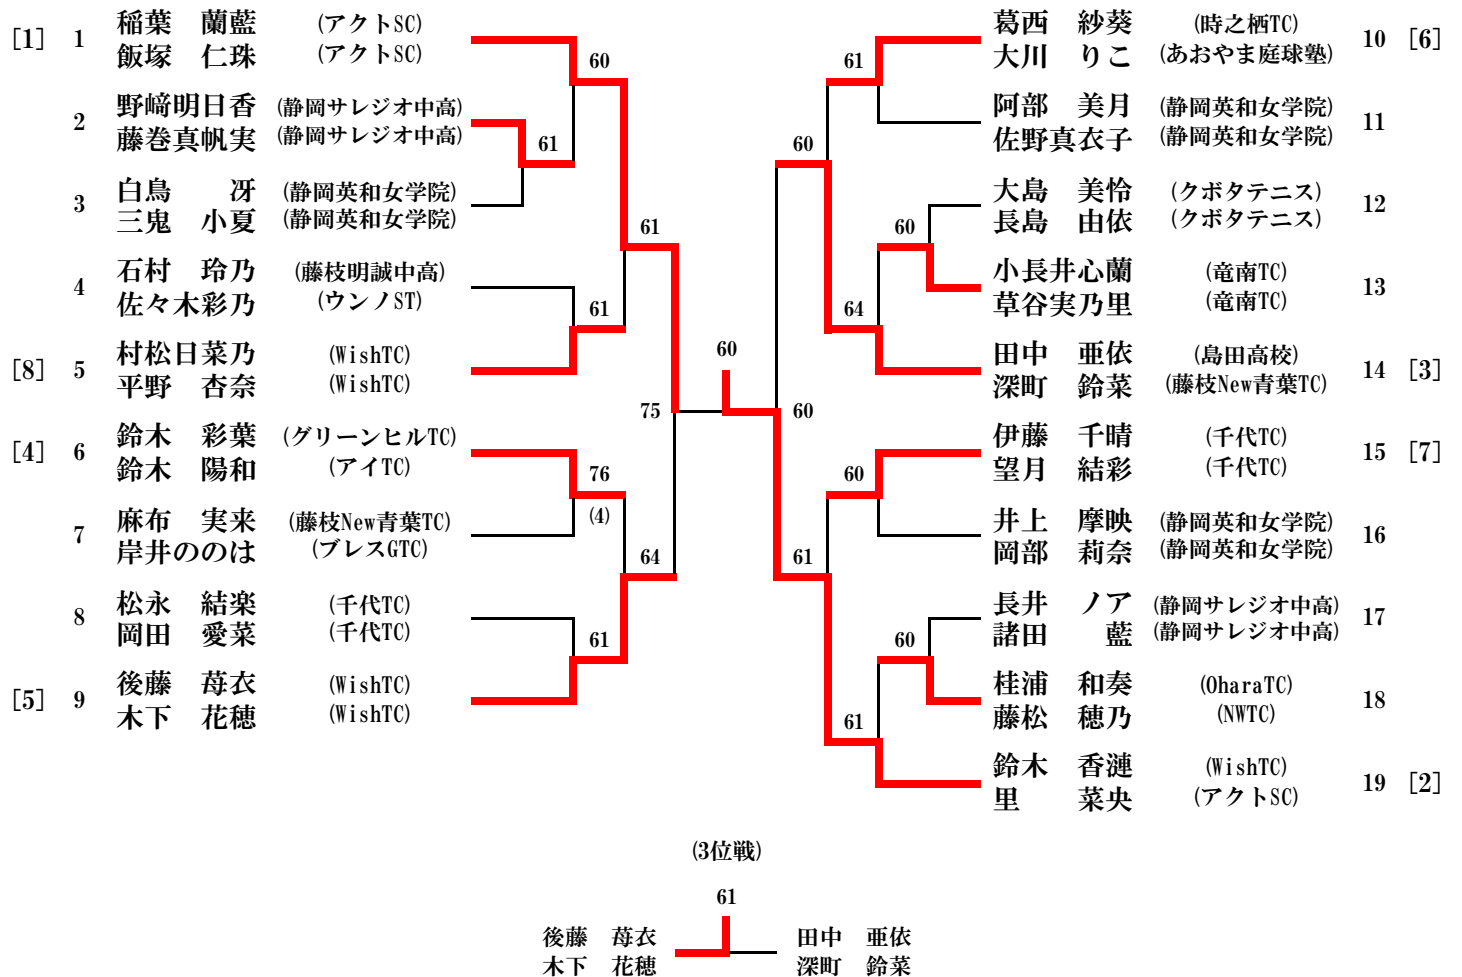 [1] 1 稲葉　蘭藍 (アクトSC)
飯塚　仁珠 (アクトSC)
60
2 野﨑明日香 (静岡サレジオ中高)
藤巻真帆実 (静岡サレジオ中高)
61
3 白鳥　　冴 (静岡英和女学院)
三鬼　小夏 (静岡英和女学院)
61
4 石村　玲乃 (藤枝明誠中高)
佐々木彩乃 (ウンノST)
61
[8] 5 村松日菜乃 (WishTC)
平野　杏奈 (WishTC)
75
[4] 6 鈴木　彩葉 (グリーンヒルTC)
鈴木　陽和 (アイTC)
76
(4)
7 麻布　実来 (藤枝New青葉TC)
岸井ののは (ブレスGTC)
64
8 松永　結楽 (千代TC)
岡田　愛菜 (千代TC)
61
[5] 9 後藤　苺衣 (WishTC)
木下　花穂 (WishTC)
60
葛西　紗葵 (時之栖TC) 10 [6]
大川　りこ (あおやま庭球塾)
61
阿部　美月 (静岡英和女学院) 11
佐野真衣子 (静岡英和女学院)
60
大島　美怜 (クボタテニス) 12
長島　由依 (クボタテニス)
60
小長井心蘭 (竜南TC) 13
草谷実乃里 (竜南TC)
64
田中　亜依 (島田高校) 14 [3]
深町　鈴菜 (藤枝New青葉TC)
60
伊藤　千晴 (千代TC) 15 [7]
望月　結彩 (千代TC)
60
井上　摩映 (静岡英和女学院) 16
岡部　莉奈 (静岡英和女学院)
61
長井　ノア (静岡サレジオ中高) 17
諸田　　藍 (静岡サレジオ中高)
60
桂浦　和奏 (OharaTC) 18
藤松　穂乃 (NWTC)
61
鈴木　香漣 (WishTC) 19 [2]
里　　菜央 (アクトSC)
(3位戦)
61
後藤　苺衣 田中　亜依
木下　花穂 深町　鈴菜